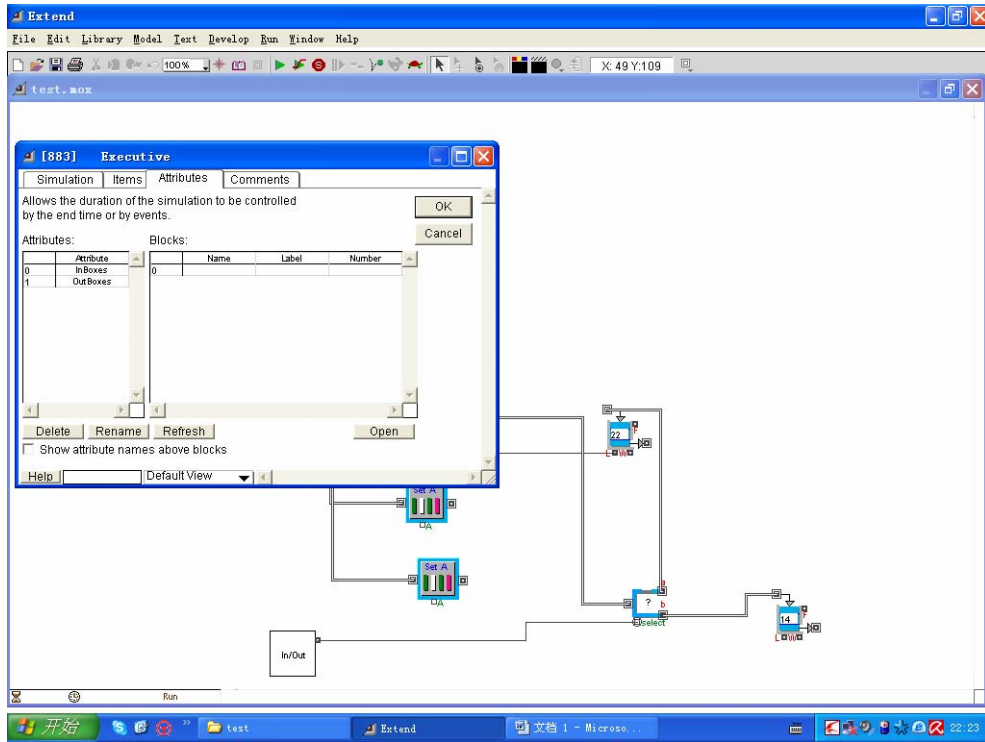 Extend
File Edit Library Model Text Develop Run Window Help
100% X: 49 Y:109
test.mox
[883] Executive
Simulation Items Attributes Comments
Allows the duration of the simulation to be controlled
by the end time or by events.
OK
Cancel
Attributes: Blocks:
Attribute Name Label Number
0 InBoxes 0
1 OutBoxes
Delete Rename Refresh Open
Show attribute names above blocks
Help Default View
22 F
L W
Set A
A
Set A
A
? b
select
14 F
L W
In/Out
Run
开始 test Extend 文档 1 - Microso... 22:23